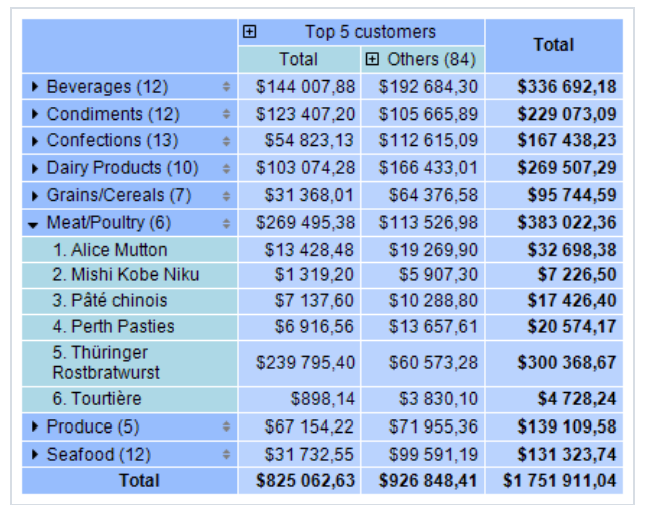 Top 5 customers Total
Total Others (84)
Beverages (12) $144 007,88 $192 684,30 $336 692,18
Condiments (12) $123 407,20 $105 665,89 $229 073,09
Confections (13) $54 823,13 $112 615,09 $167 438,23
Dairy Products (10) $103 074,28 $166 433,01 $269 507,29
Grains/Cereals (7) $31 368,01 $64 376,58 $95 744,59
Meat/Poultry (6) $269 495,38 $113 526,98 $383 022,36
1. Alice Mutton $13 428,48 $19 269,90 $32 698,38
2. Mishi Kobe Niku $1 319,20 $5 907,30 $7 226,50
3. Pâté chinois $7 137,60 $10 288,80 $17 426,40
4. Perth Pasties $6 916,56 $13 657,61 $20 574,17
5. Thüringer
Rostbratwurst $239 795,40 $60 573,28 $300 368,67
6. Tourtière $898,14 $3 830,10 $4 728,24
Produce (5) $67 154,22 $71 955,36 $139 109,58
Seafood (12) $31 732,55 $99 591,19 $131 323,74
Total $825 062,63 $926 848,41 $1 751 911,04